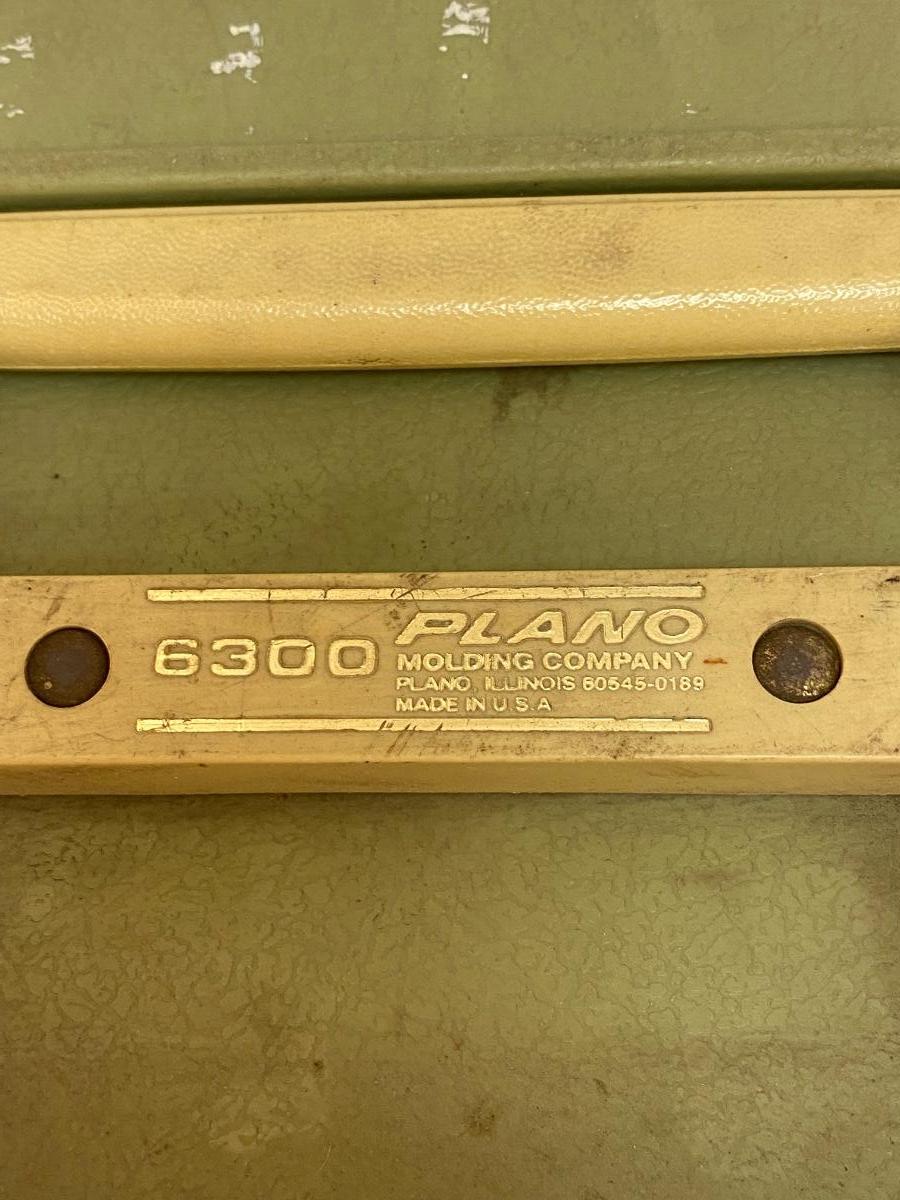 6300
PLANO
MOLDING COMPANY
PLANO, ILLINOIS 60545-0189
MADE IN U.S.A